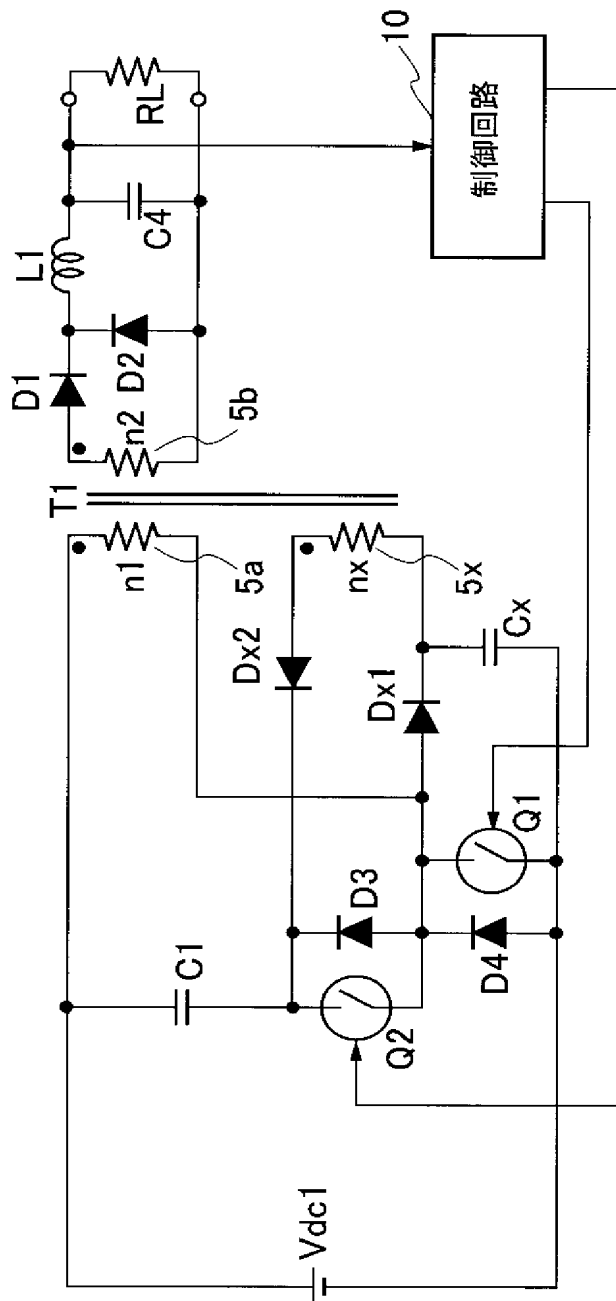 Vdc1
C1
Q2
D3
D4
Q1
Dx2
Dx1
Cx
n1
5a
nx
5x
T1
n2
5b
D1
D2
L1
C4
RL
10
制御回路